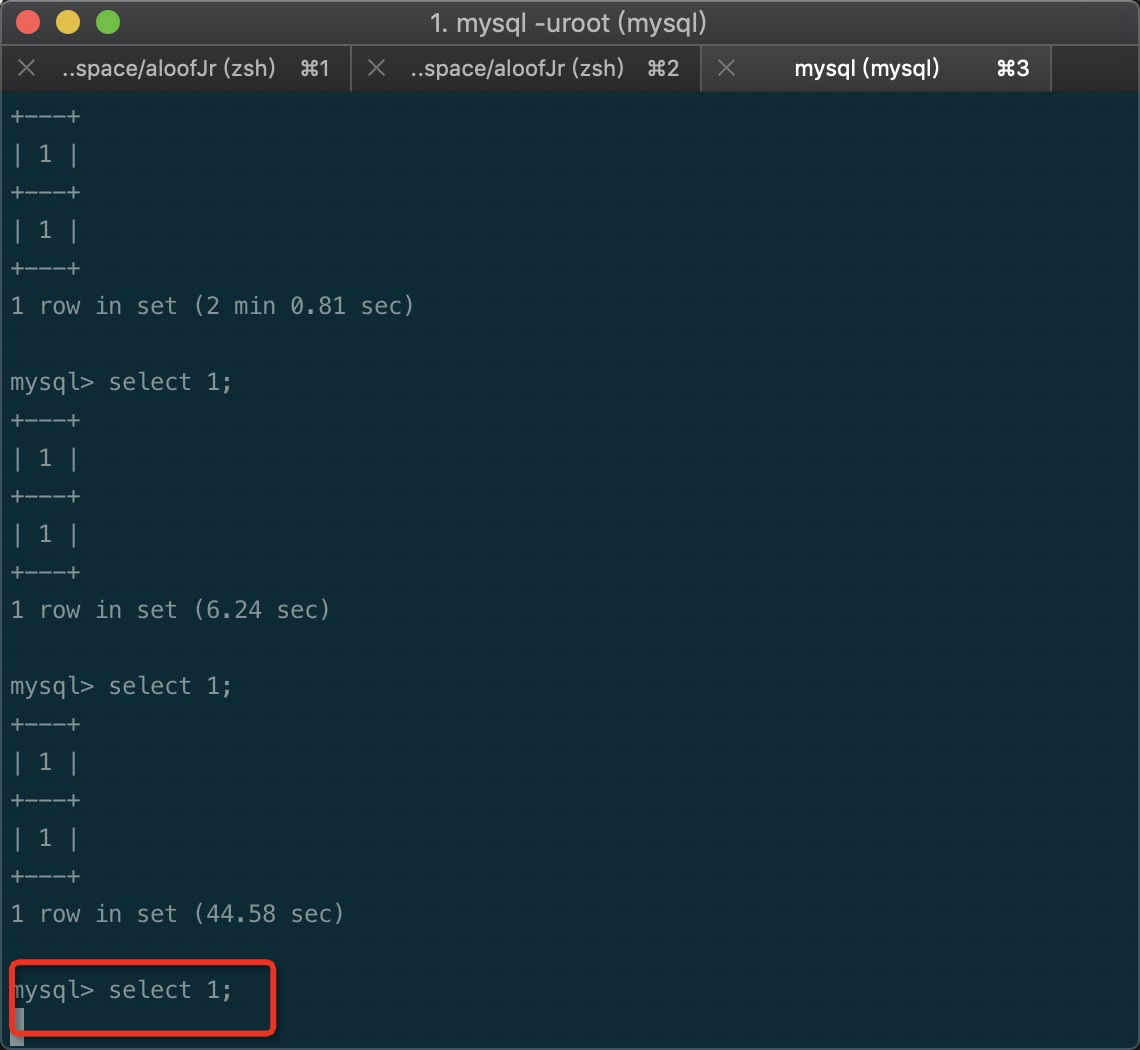 1. mysql -uroot (mysql)
..space/aloofJr (zsh) ⌘1 ..space/aloofJr (zsh) ⌘2 mysql (mysql) ⌘3
+---+
| 1 |
+---+
| 1 |
+---+
1 row in set (2 min 0.81 sec)
mysql> select 1;
+---+
| 1 |
+---+
| 1 |
+---+
1 row in set (6.24 sec)
mysql> select 1;
+---+
| 1 |
+---+
| 1 |
+---+
1 row in set (44.58 sec)
mysql> select 1;